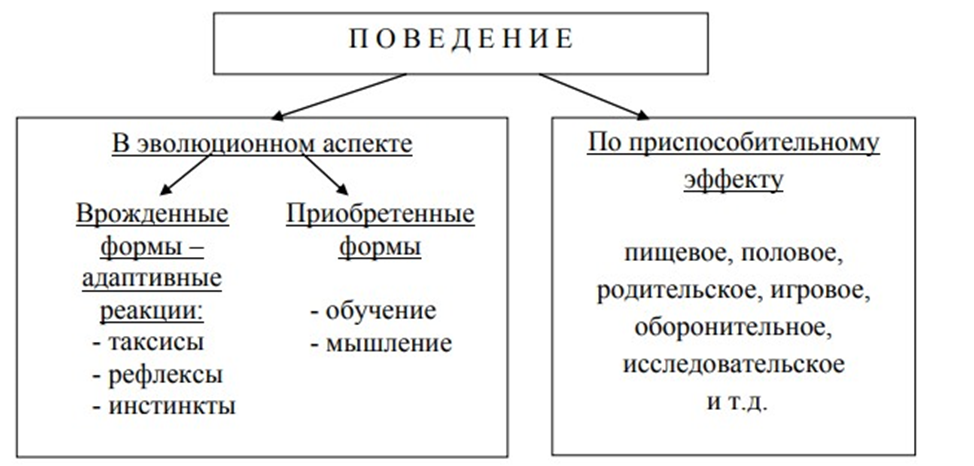 П О В Е Д Е Н И Е
В эволюционном аспекте
Врожденные
формы –
адаптивные
реакции:
- таксисы
- рефлексы
- инстинкты
Приобретенные
формы
- обучение
- мышление
По приспособительному
эффекту
пищевое, половое,
родительское, игровое,
оборонительное,
исследовательское
и т.д.